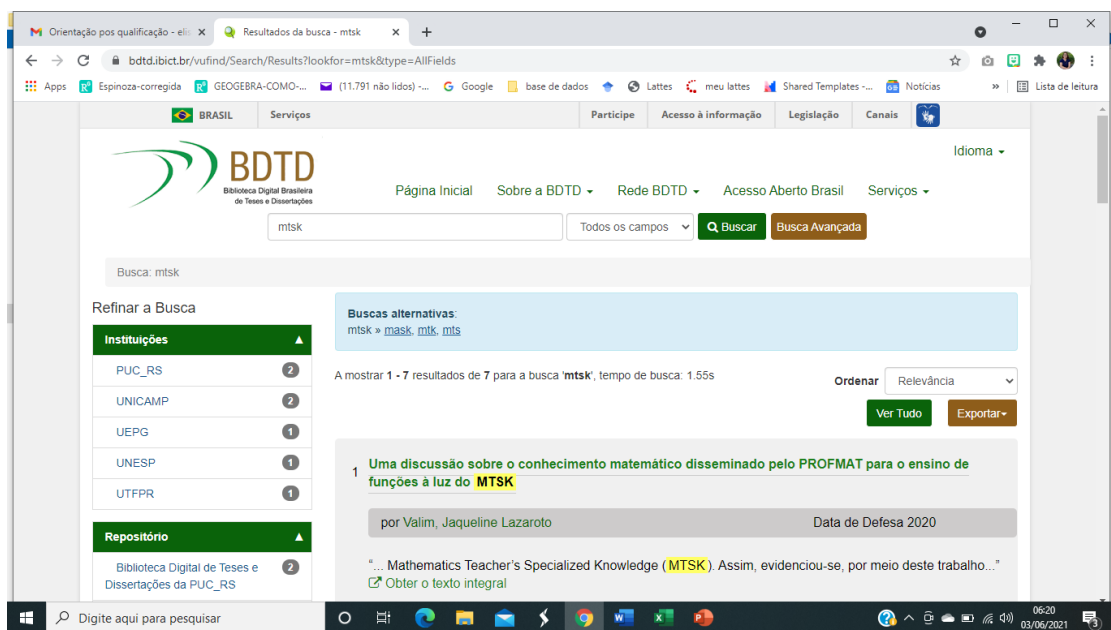 Orientação pos qualificação - elis
Resultados da busca - mtsk
bdtd.ibict.br/vufind/Search/Results?lookfor=mtsk&type=AllFields
Apps Espinoza-corregida GEOGEBRA-COMO-... (11.791 não lidos) -... Google base de dados Lattes meu lattes Shared Templates -... Notícias » Lista de leitura
BRASIL Serviços Participe Acesso à informação Legislação Canais
Idioma
BDTD
Biblioteca Digital Brasileira
de Teses e Dissertações
Página Inicial Sobre a BDTD Rede BDTD Acesso Aberto Brasil Serviços
mtsk Todos os campos Buscar Busca Avançada
Busca: mtsk
Refinar a Busca
Instituições
PUC_RS 2
UNICAMP 2
UEPG 1
UNESP 1
UTFPR 1
Repositório
Biblioteca Digital de Teses e 2
Dissertações da PUC_RS
Buscas alternativas:
mtsk » mask, mtk, mts
A mostrar 1 - 7 resultados de 7 para a busca 'mtsk', tempo de busca: 1.55s
Ordenar Relevância
Ver Tudo Exportar
1 Uma discussão sobre o conhecimento matemático disseminado pelo PROFMAT para o ensino de
funções à luz do MTSK
por Valim, Jaqueline Lazaroto Data de Defesa 2020
“... Mathematics Teacher’s Specialized Knowledge (MTSK). Assim, evidenciou-se, por meio deste trabalho...”
Obter o texto integral
Digite aqui para pesquisar
06:20
03/06/2021